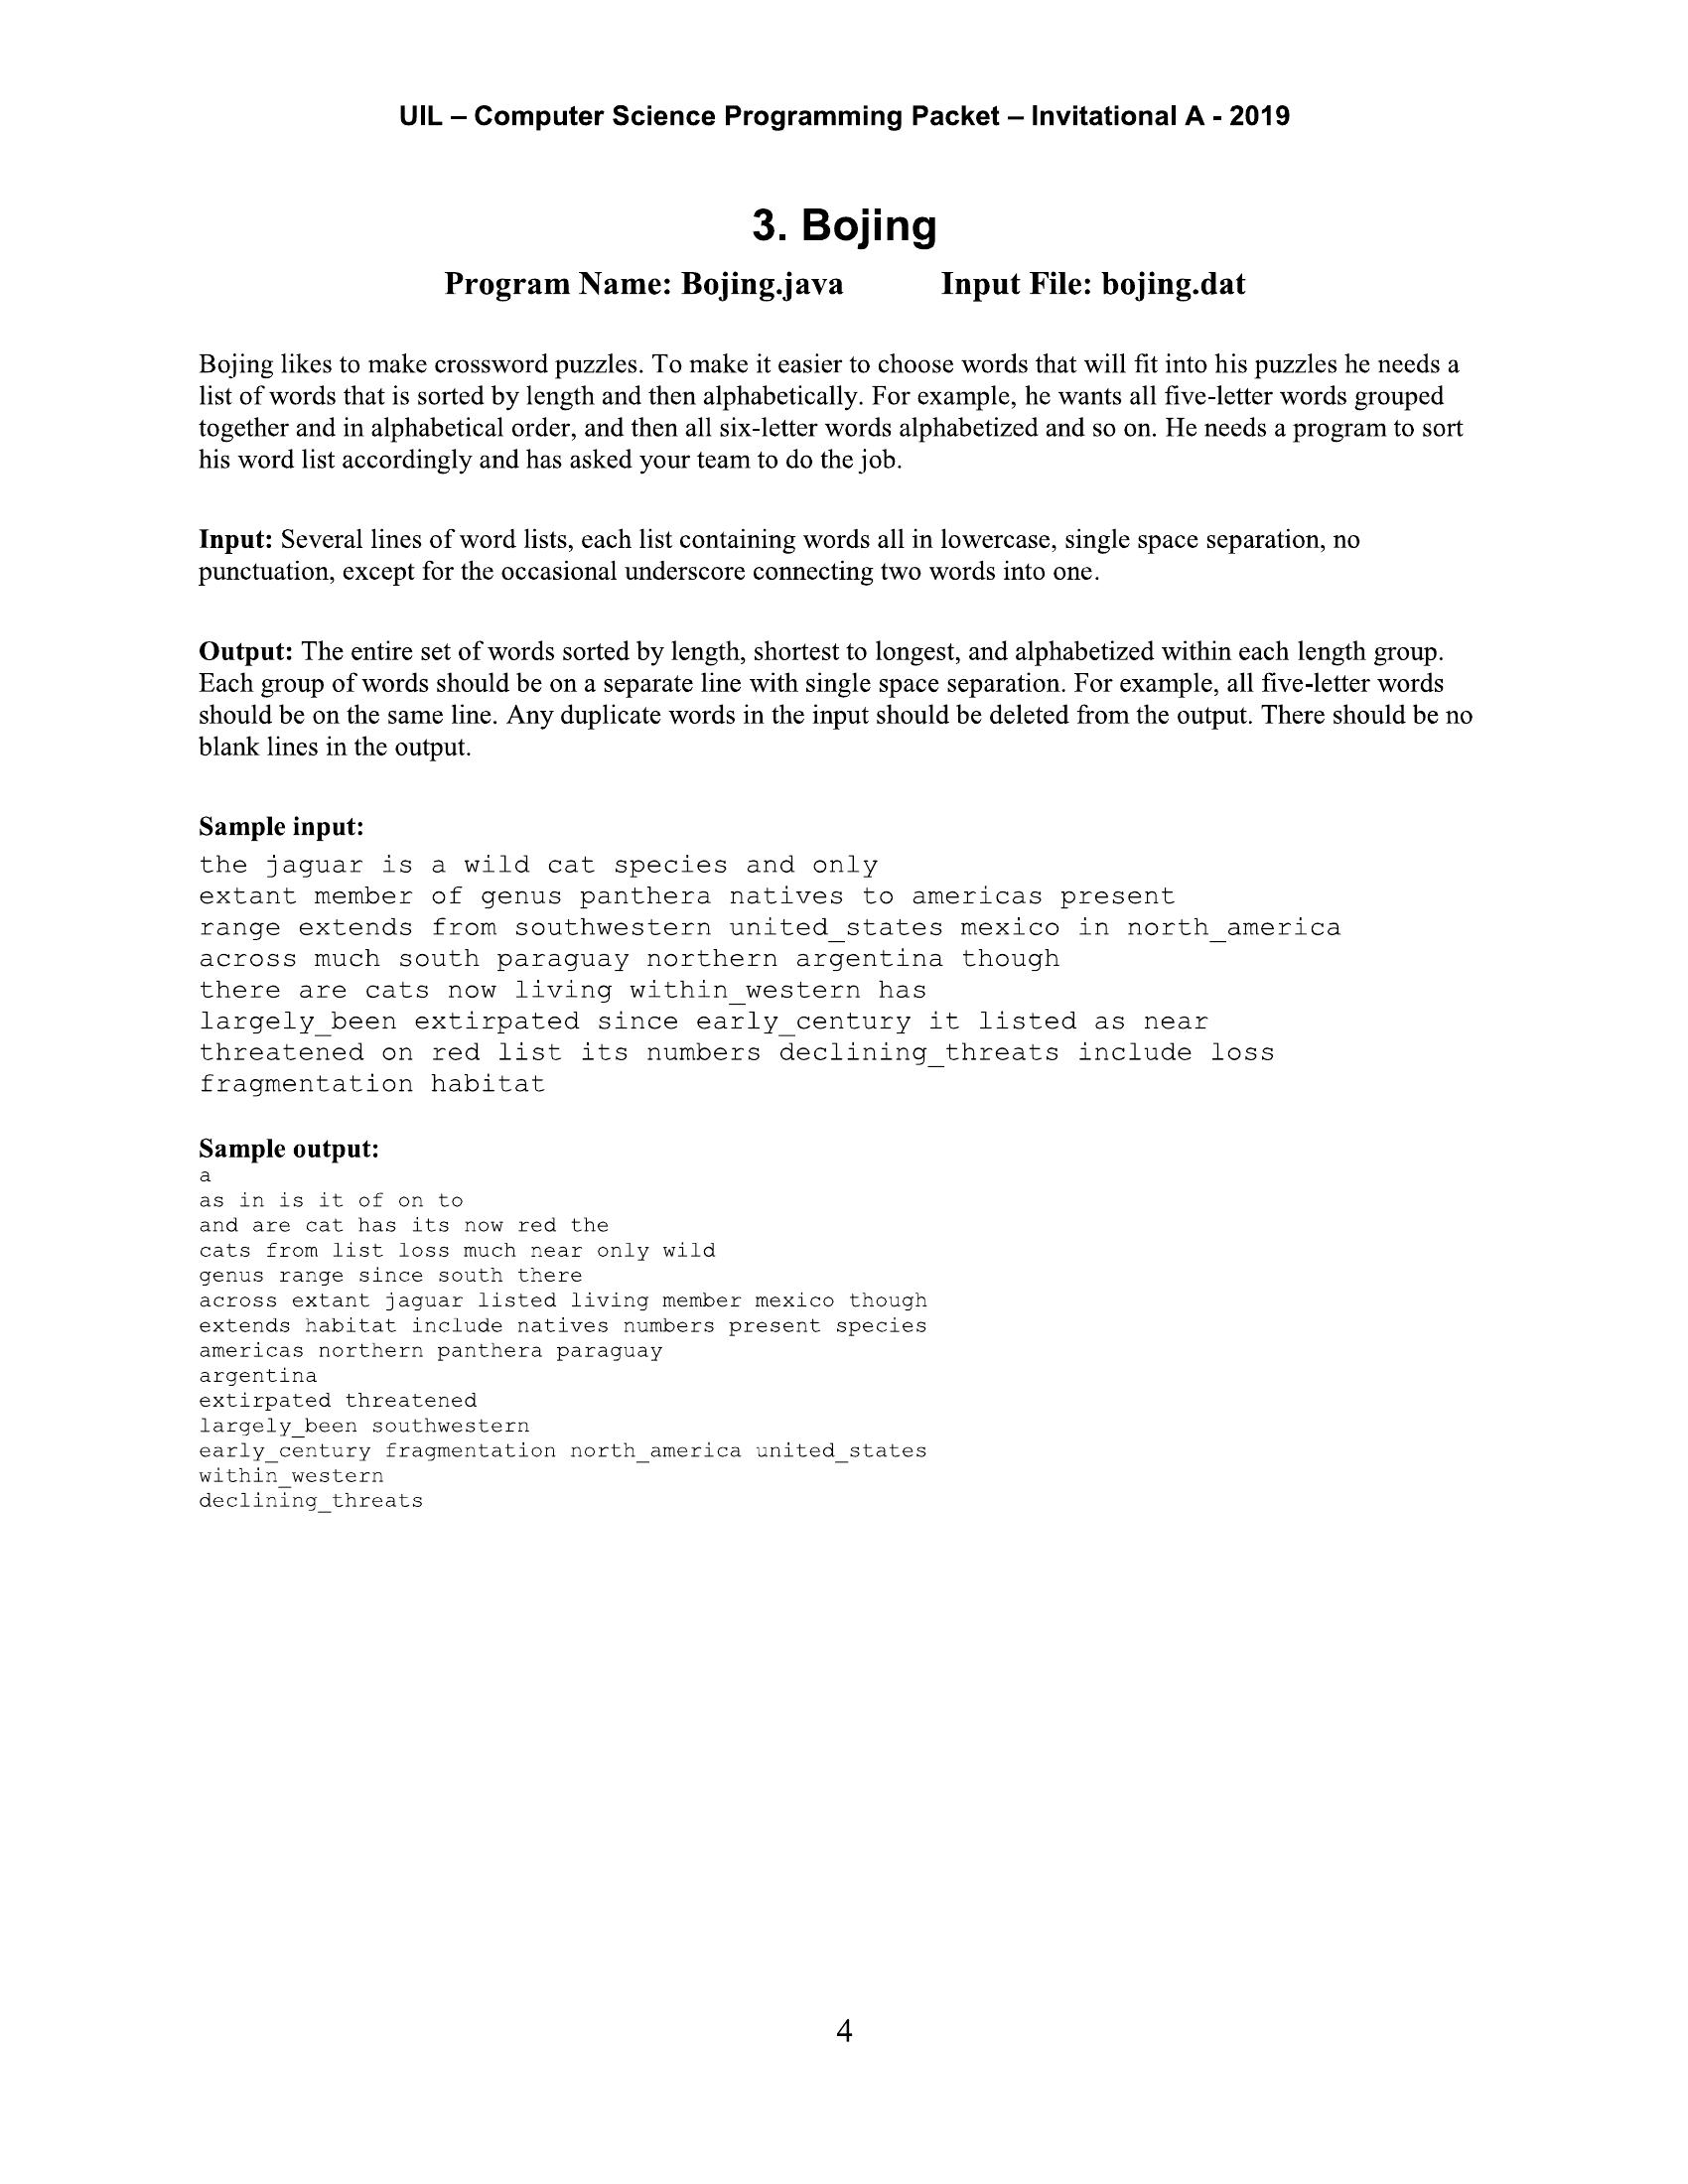 UIL – Computer Science Programming Packet – Invitational A - 2019
3. Bojing
Program Name: Bojing.java Input File: bojing.dat
Bojing likes to make crossword puzzles. To make it easier to choose words that will fit into his puzzles he needs a
list of words that is sorted by length and then alphabetically. For example, he wants all five-letter words grouped
together and in alphabetical order, and then all six-letter words alphabetized and so on. He needs a program to sort
his word list accordingly and has asked your team to do the job.
Input: Several lines of word lists, each list containing words all in lowercase, single space separation, no
punctuation, except for the occasional underscore connecting two words into one.
Output: The entire set of words sorted by length, shortest to longest, and alphabetized within each length group.
Each group of words should be on a separate line with single space separation. For example, all five-letter words
should be on the same line. Any duplicate words in the input should be deleted from the output. There should be no
blank lines in the output.
Sample input:
the jaguar is a wild cat species and only
extant member of genus panthera natives to americas present
range extends from southwestern united_states mexico in north_america
across much south paraguay northern argentina though
there are cats now living within_western has
largely_been extirpated since early_century it listed as near
threatened on red list its numbers declining_threats include loss
fragmentation habitat
Sample output:
a
as in is it of on to
and are cat has its now red the
cats from list loss much near only wild
genus range since south there
across extant jaguar listed living member mexico though
extends habitat include natives numbers present species
americas northern panthera paraguay
argentina
extirpated threatened
largely_been southwestern
early_century fragmentation north_america united_states
within_western
declining_threats
4